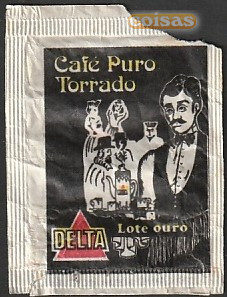 coisas
Café Puro
Torrado
DELTA
Lote ouro